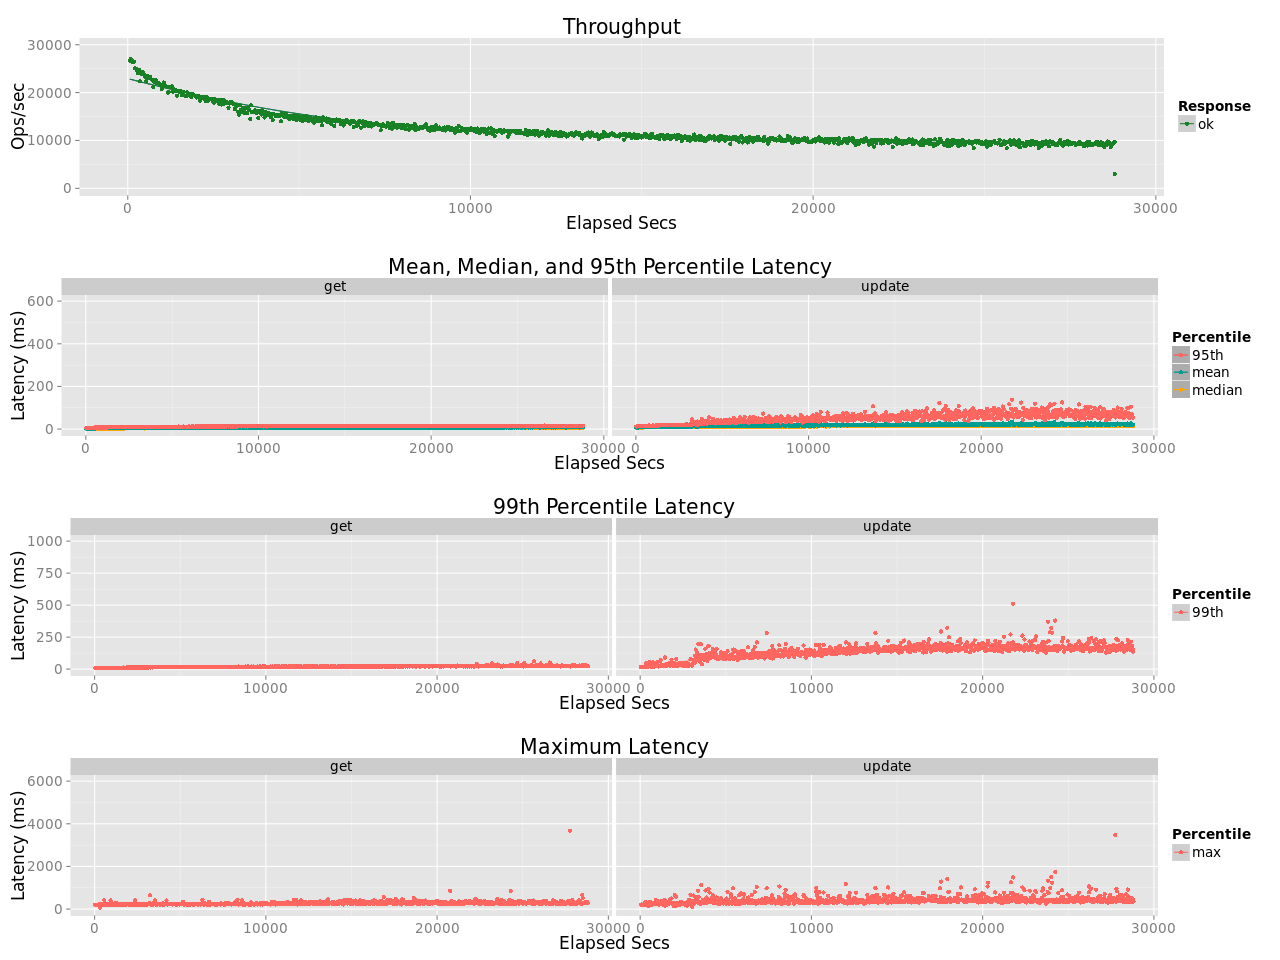 Throughput
30000
20000
10000
0
Ops/sec
0 10000 20000 30000
Elapsed Secs
Response
ok
Mean, Median, and 95th Percentile Latency
get update
600
400
200
0
Latency (ms)
0 10000 20000 30000 0 10000 20000 30000
Elapsed Secs
Percentile
95th
mean
median
99th Percentile Latency
get update
1000
750
500
250
0
Latency (ms)
0 10000 20000 30000 0 10000 20000 30000
Elapsed Secs
Percentile
99th
Maximum Latency
get update
6000
4000
2000
0
Latency (ms)
0 10000 20000 30000 0 10000 20000 30000
Elapsed Secs
Percentile
max